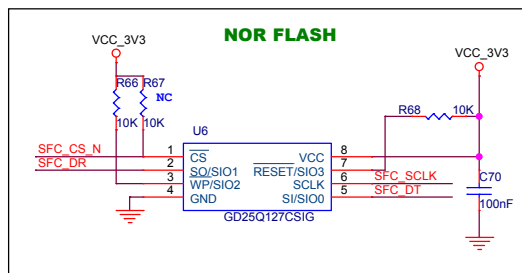 NOR FLASH
VCC_3V3
VCC_3V3
R66 R67
NC
10K 10K
R68 10K
U6
SFC_CS_N 1 CS VCC 8
SFC_DR 2 SO/SIO1 RESET/SIO3 7
3 WP/SIO2 SCLK 6 SFC_SCLK
4 GND SI/SIO0 5 SFC_DT
GD25Q127CSIG
C70
100nF